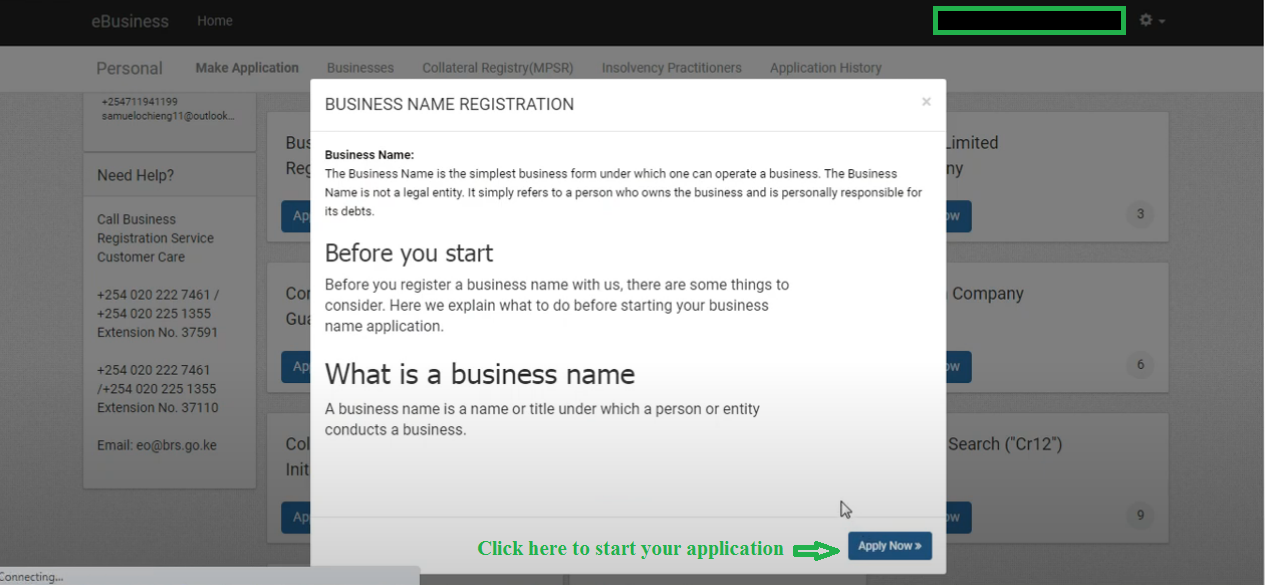 eBusiness Home
Personal Make Application Businesses Collateral Registry(MPSR) Insolvency Practitioners Application History
+254711941199
samuelochieng11@outlook...
Need Help?
Call Business
Registration Service
Customer Care
+254 020 222 7461 /
+254 020 225 1355
Extension No. 37591
+254 020 222 7461
/+254 020 225 1355
Extension No. 37110
Email: eo@brs.go.ke
BUSINESS NAME REGISTRATION ×
Business Name:
The Business Name is the simplest business form under which one can operate a business. The Business
Name is not a legal entity. It simply refers to a person who owns the business and is personally responsible for
its debts.
Before you start
Before you register a business name with us, there are some things to
consider. Here we explain what to do before starting your business
name application.
What is a business name
A business name is a name or title under which a person or entity
conducts a business.
Click here to start your application
Apply Now »
Bus
Reg
Ap
Limited
ny
ow
3
Cor
Gua
Ap
Company
ow
6
Col
Init
Ap
Search ("Cr12")
ow
9
Connecting...